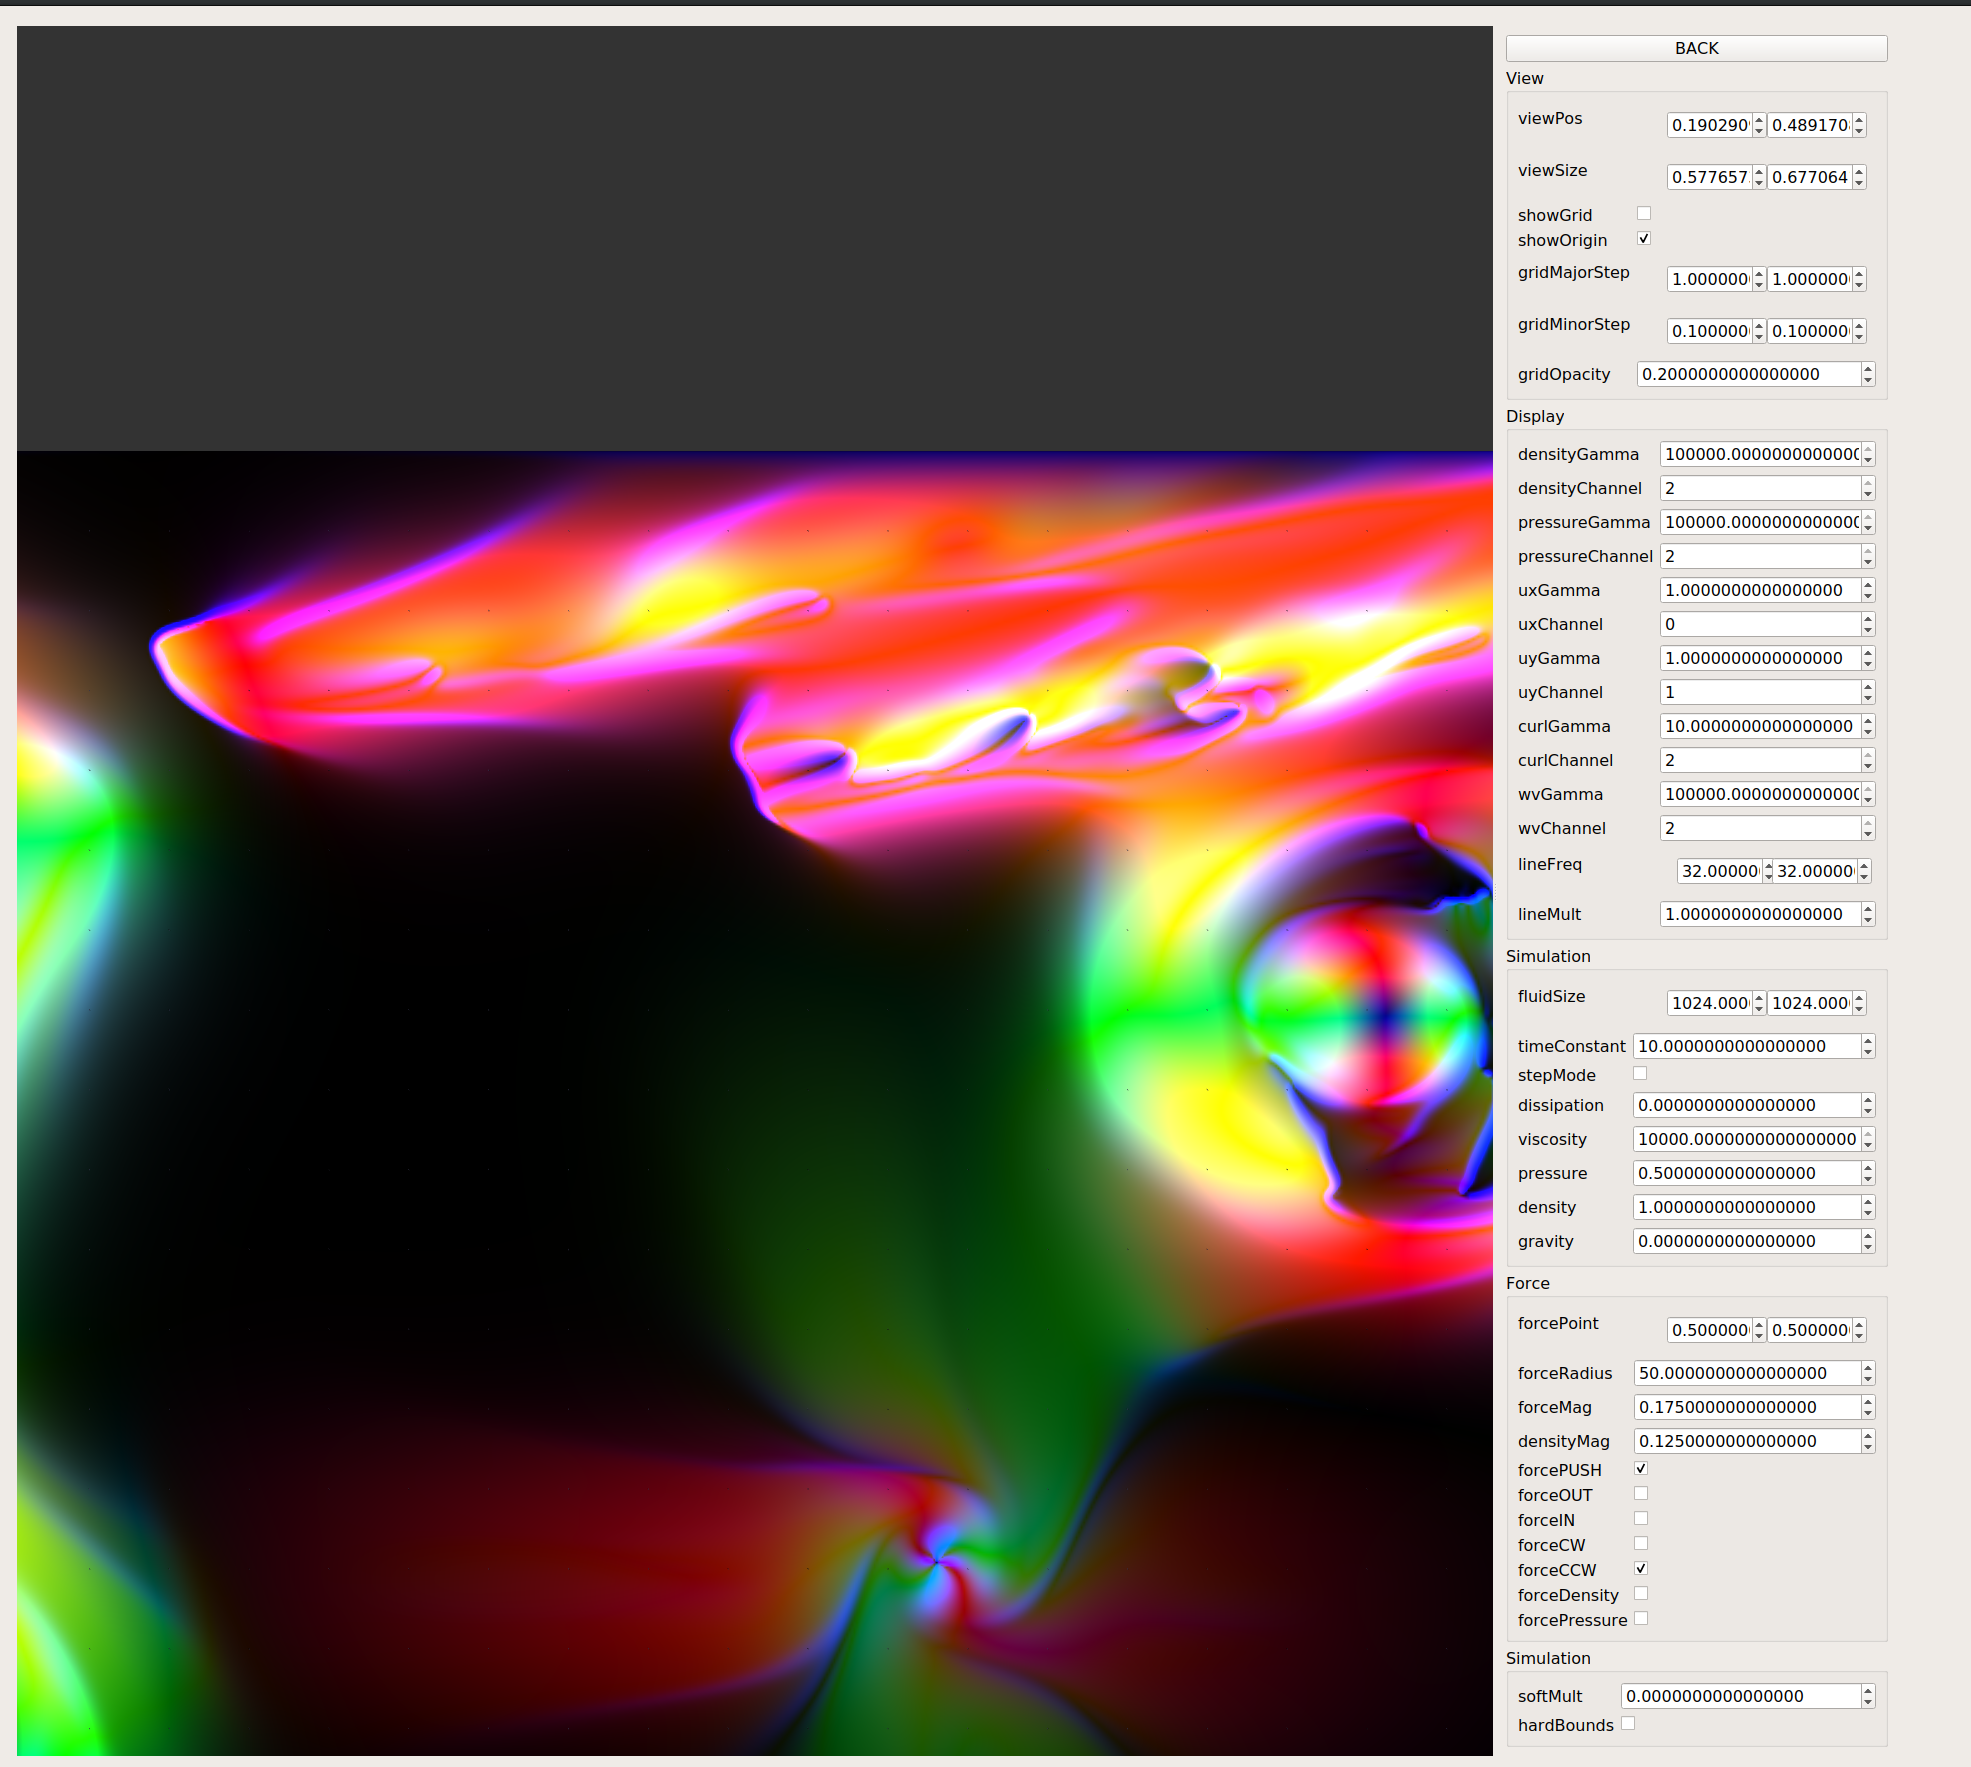 BACK
View
viewPos 0.190290 0.489170
viewSize 0.577657 0.677064
showGrid
showOrigin
gridMajorStep 1.00000 1.00000
gridMinorStep 0.10000 0.10000
gridOpacity 0.2000000000000000
Display
densityGamma 100000.000000000000
densityChannel 2
pressureGamma 100000.000000000000
pressureChannel 2
uxGamma 1.0000000000000000
uxChannel 0
uyGamma 1.0000000000000000
uyChannel 1
curlGamma 10.0000000000000000
curlChannel 2
wvGamma 100000.000000000000
wvChannel 2
lineFreq 32.00000 32.00000
lineMult 1.0000000000000000
Simulation
fluidSize 1024.000 1024.000
timeConstant 10.0000000000000000
stepMode
dissipation 0.0000000000000000
viscosity 10000.0000000000000000
pressure 0.5000000000000000
density 1.0000000000000000
gravity 0.0000000000000000
Force
forcePoint 0.500000 0.500000
forceRadius 50.0000000000000000
forceMag 0.1750000000000000
densityMag 0.1250000000000000
forcePUSH
forceOUT
forceIN
forceCW
forceCCW
forceDensity
forcePressure
Simulation
softMult 0.0000000000000000
hardBounds